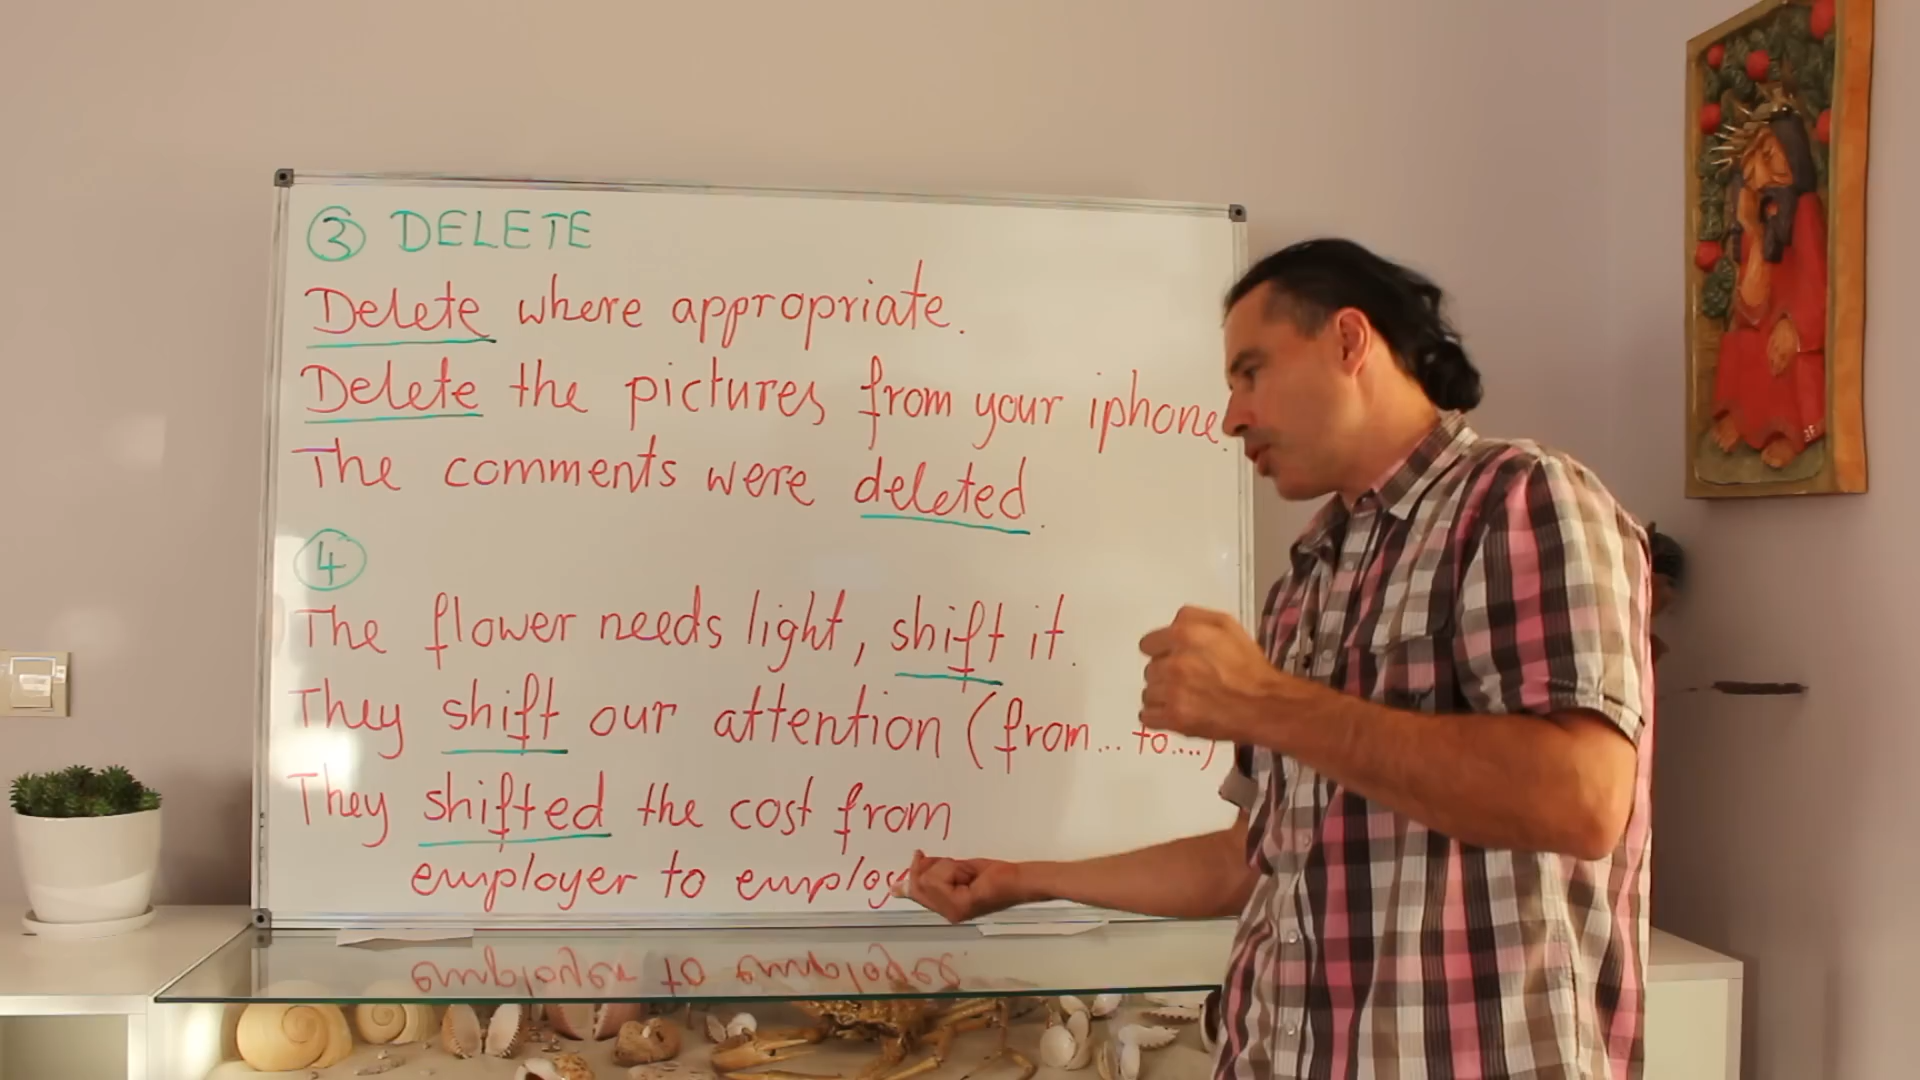 3 DELETE
Delete where appropriate.
Delete the pictures from your iphone.
The comments were deleted.
4
The flower needs light, shift it.
They shift our attention (from... to....)
They shifted the cost from
employer to